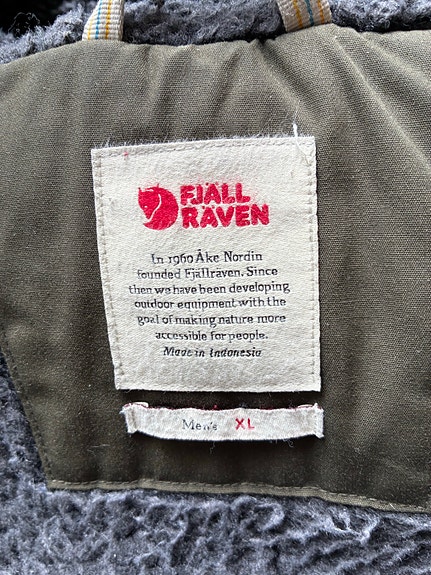 FJÄLL
RÄVEN
In 1960 Åke Nordin
founded Fjällräven. Since
then we have been developing
outdoor equipment with the
goal of making nature more
accessible for people.
Made in Indonesia
Men's XL